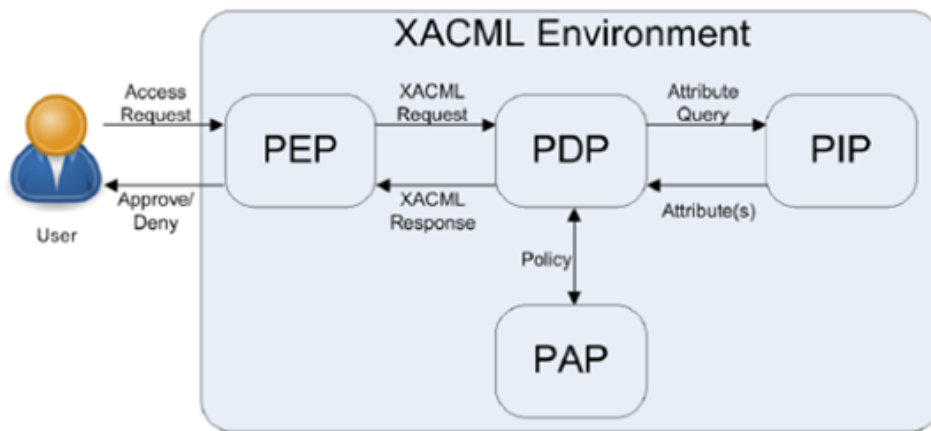 XACML Environment
Access
Request
XACML
Request
Attribute
Query
PEP
PDP
PIP
Approve/
Deny
XACML
Response
Attribute(s)
User
Policy
PAP